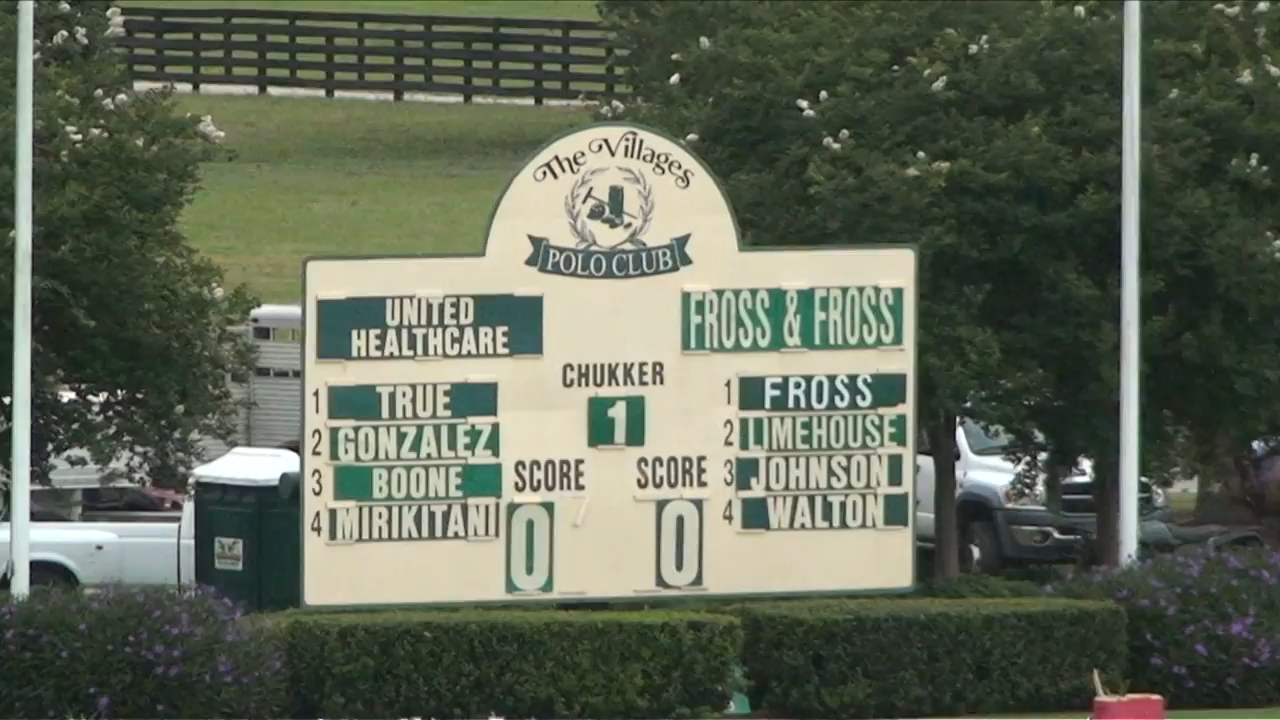 The Villages
POLO CLUB
UNITED
HEALTHCARE
FROSS & FROSS
CHUKKER
1
1 TRUE
2 GONZALEZ
3 BOONE
4 MIRIKITANI
1 FROSS
2 LIMEHOUSE
3 JOHNSON
4 WALTON
SCORE SCORE
0 0